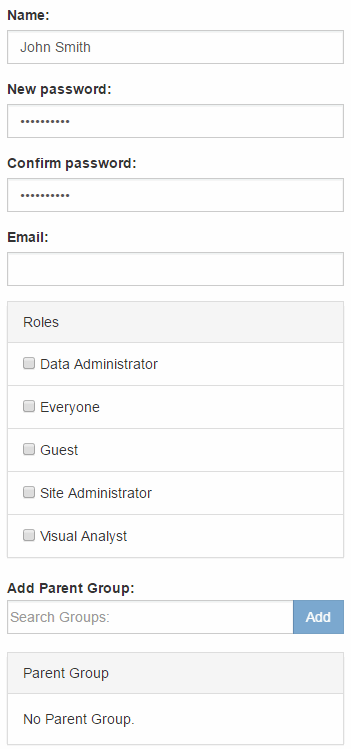 Name:
John Smith
New password:
••••••••••
Confirm password:
••••••••••
Email:
Roles
Data Administrator
Everyone
Guest
Site Administrator
Visual Analyst
Add Parent Group:
Search Groups: Add
Parent Group
No Parent Group.